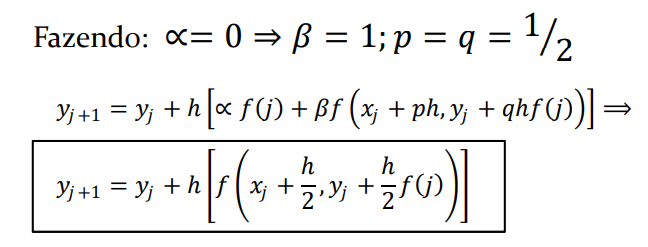 Fazendo: ∝= 0 ⇒ β = 1; p = q = 1/2
y_{j+1} = y_j + h[∝ f(j) + βf(x_j + ph, y_j + qhf(j))] ⟹
y_{j+1} = y_j + h[f(x_j + h/2, y_j + h/2 f(j))]